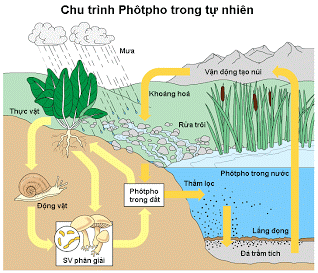 Chu trình Phôtpho trong tự nhiên
Mưa
Vận động tạo núi
Thực vật
Khoáng hoá
Rửa trôi
Phôtpho trong nước
Thấm lọc
Phôtpho
trong đất
Động vật
Lắng đọng
Đá trầm tích
SV phân giải